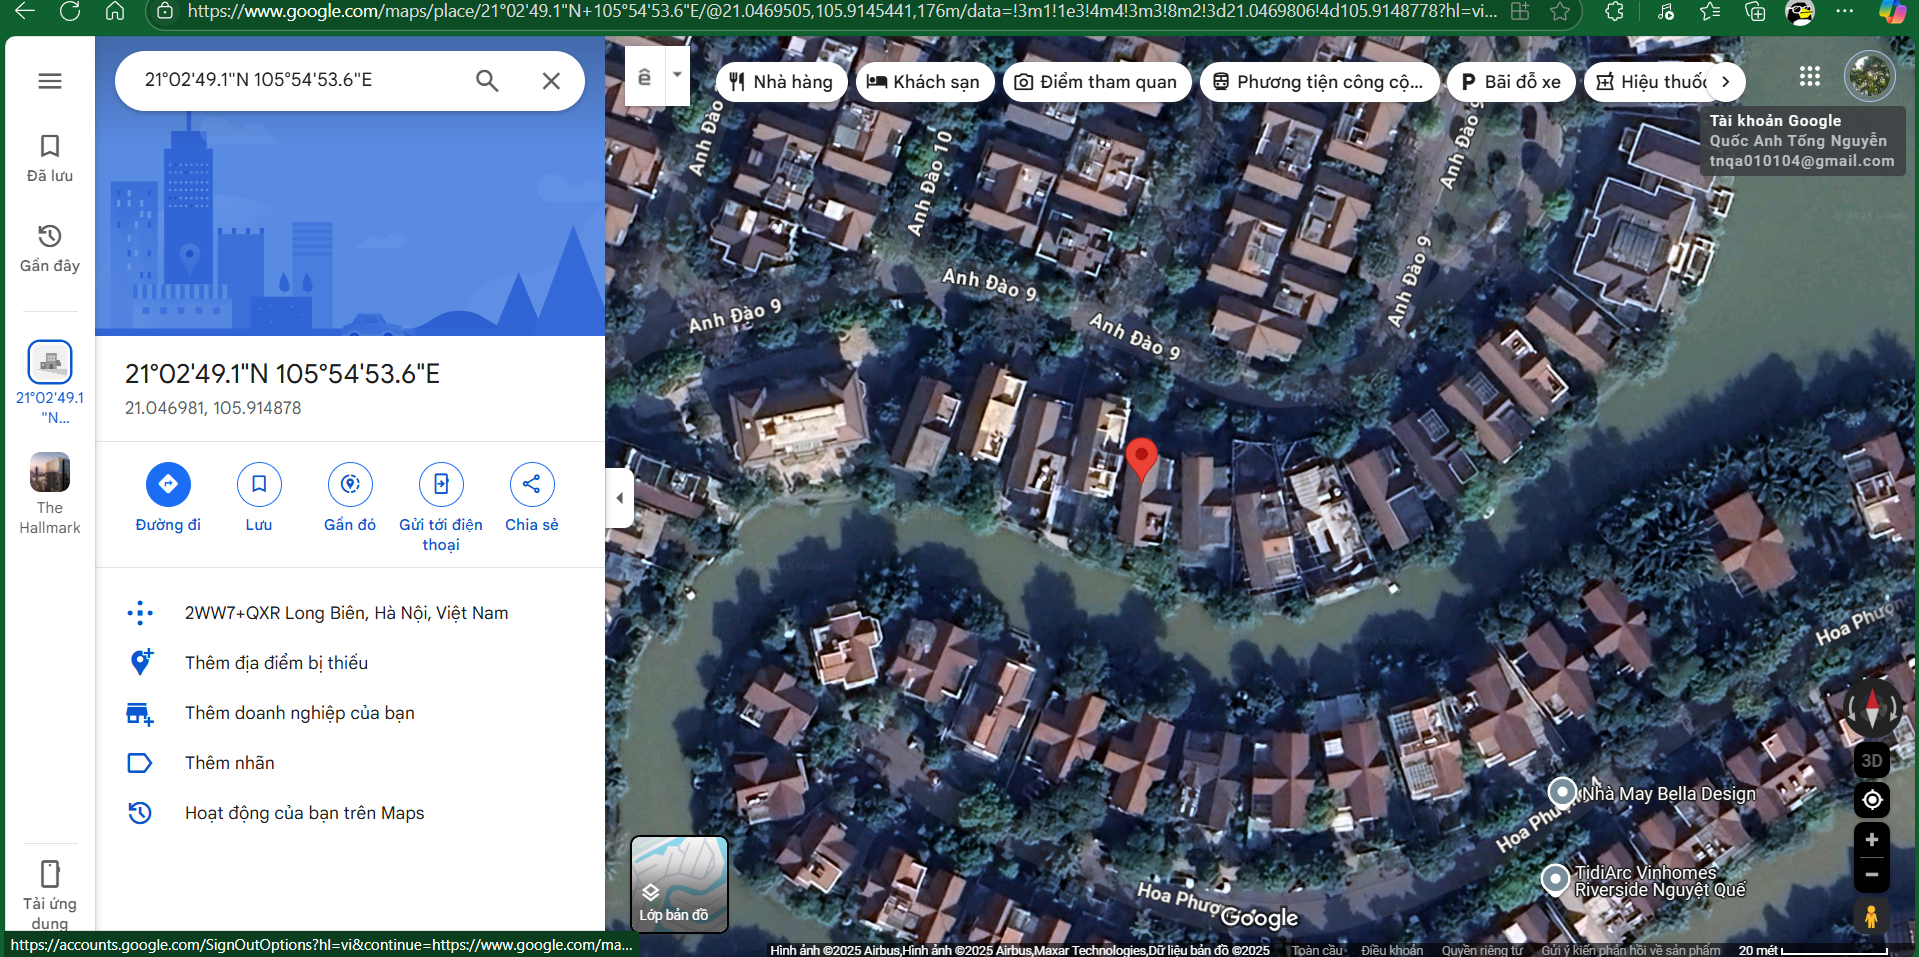 https://www.google.com/maps/place/21°02'49.1"N+105°54'53.6"E/@21.0469505,105.9145441,176m/data=!3m1!1e3!4m4!3m3!8m2!3d21.0469806!4d105.9148778?hl=vi...
21°02'49.1"N 105°54'53.6"E
ê
Nhà hàng
Khách sạn
Điểm tham quan
Phương tiện công cộ...
Bãi đỗ xe
Hiệu thuốc
Tài khoản Google
Quốc Anh Tống Nguyễn
tnqa010104@gmail.com
Đã lưu
Gần đây
21°02'49.1
"N...
The
Hallmark
Tải ứng
dụng
21°02'49.1"N 105°54'53.6"E
21.046981, 105.914878
Đường đi
Lưu
Gần đó
Gửi tới điện
thoại
Chia sẻ
2WW7+QXR Long Biên, Hà Nội, Việt Nam
Thêm địa điểm bị thiếu
Thêm doanh nghiệp của bạn
Thêm nhãn
Hoạt động của bạn trên Maps
Anh Đào
Anh Đào 10
Anh Đào 9
Anh Đào 9
Anh Đào 9
Anh Đào 9
Anh Đào 9
Hoa Phượng
Nhà May Bella Design
Hoa Phượ
TidiArc Vinhomes
Riverside Nguyệt Quế
Hoa Phượ
Google
3D
Lớp bản đồ
https://accounts.google.com/SignOutOptions?hl=vi&continue=https://www.google.com/ma...
Hình ảnh ©2025 Airbus,Hình ảnh ©2025 Airbus,Maxar Technologies,Dữ liệu bản đồ ©2025
Toàn cầu
Điều khoản
Quyền riêng tư
Gửi ý kiến phản hồi về sản phẩm
20 mét